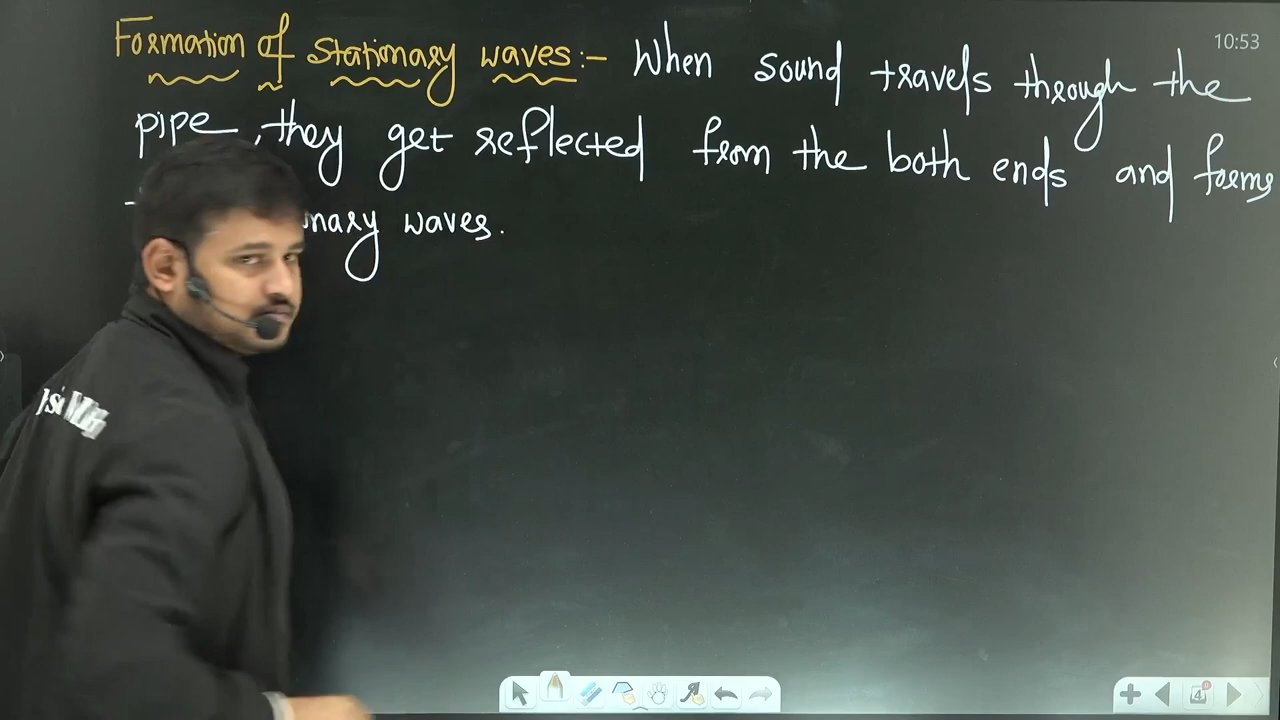 Formation of stationary waves :- When sound travels through the
pipe, they get reflected from the both ends and forms
waves.
10:53
4